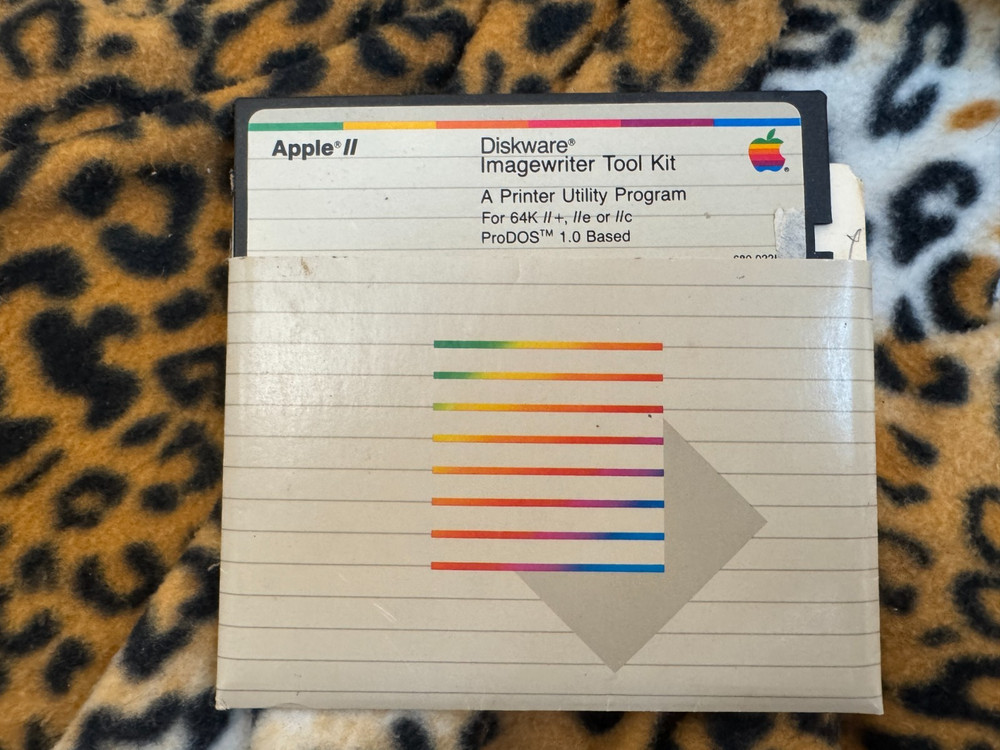 Apple® II
Diskware®
Imagewriter Tool Kit
A Printer Utility Program
For 64K II+, IIe or IIc
ProDOS™ 1.0 Based